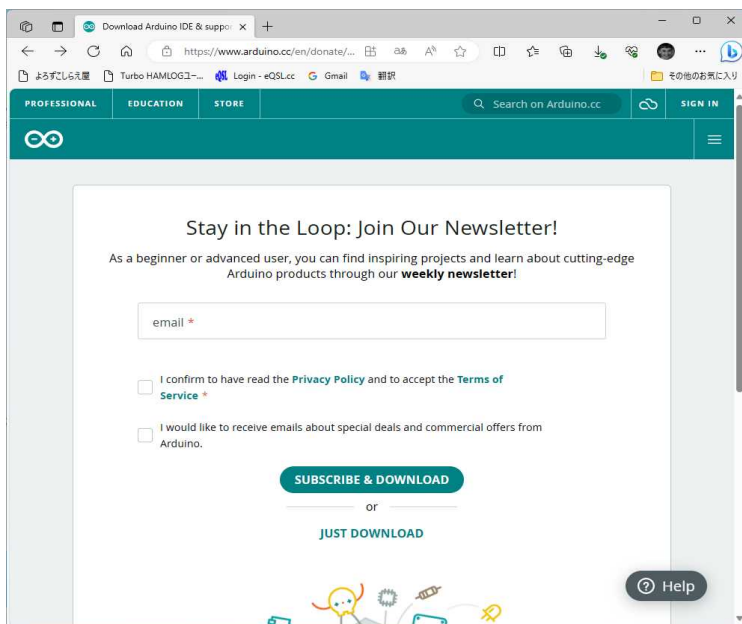 Download Arduino IDE & suppor
https://www.arduino.cc/en/donate/...
よろずごしらえ屋 Turbo HAMLOGユー... Login - eQSL.cc Gmail 翻訳 その他のお気に入り
PROFESSIONAL EDUCATION STORE Search on Arduino.cc SIGN IN
Stay in the Loop: Join Our Newsletter!
As a beginner or advanced user, you can find inspiring projects and learn about cutting-edge
Arduino products through our weekly newsletter!
email *
I confirm to have read the Privacy Policy and to accept the Terms of
Service *
I would like to receive emails about special deals and commercial offers from
Arduino.
SUBSCRIBE & DOWNLOAD
or
JUST DOWNLOAD
Help